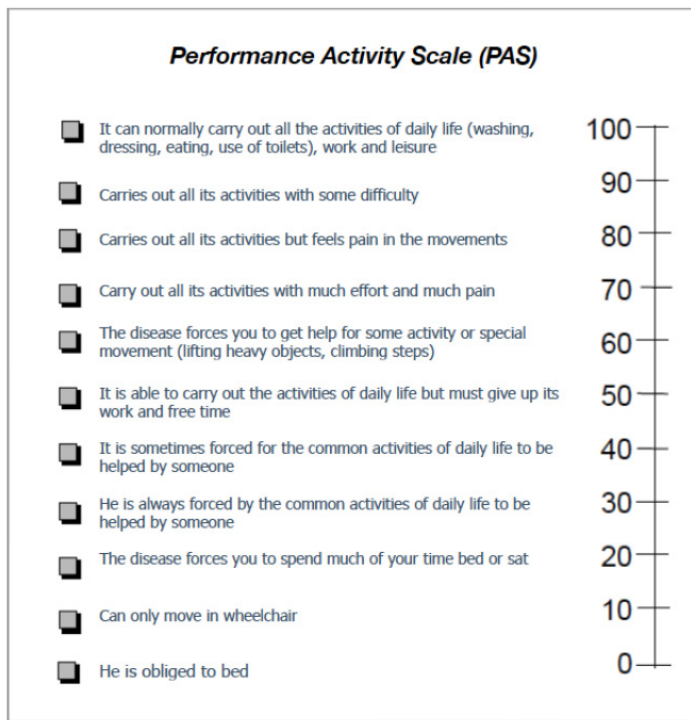 Performance Activity Scale (PAS)
It can normally carry out all the activities of daily life (washing,
dressing, eating, use of toilets), work and leisure
100
Carries out all its activities with some difficulty
90
Carries out all its activities but feels pain in the movements
80
Carry out all its activities with much effort and much pain
70
The disease forces you to get help for some activity or special
movement (lifting heavy objects, climbing steps)
60
It is able to carry out the activities of daily life but must give up its
work and free time
50
It is sometimes forced for the common activities of daily life to be
helped by someone
40
He is always forced by the common activities of daily life to be
helped by someone
30
The disease forces you to spend much of your time bed or sat
20
Can only move in wheelchair
10
He is obliged to bed
0